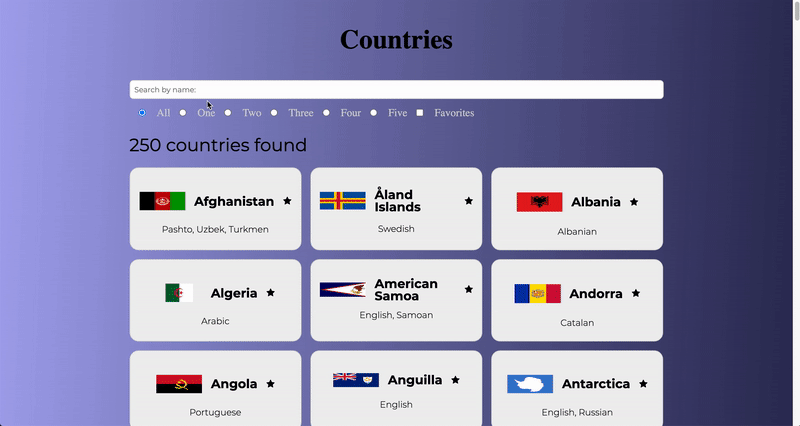 Countries
Search by name:
All One Two Three Four Five Favorites
250 countries found
Afghanistan
Pashto, Uzbek, Turkmen
Åland
Islands
Swedish
Albania
Albanian
Algeria
Arabic
American
Samoa
English, Samoan
Andorra
Catalan
Angola
Portuguese
Anguilla
English
Antarctica
English, Russian